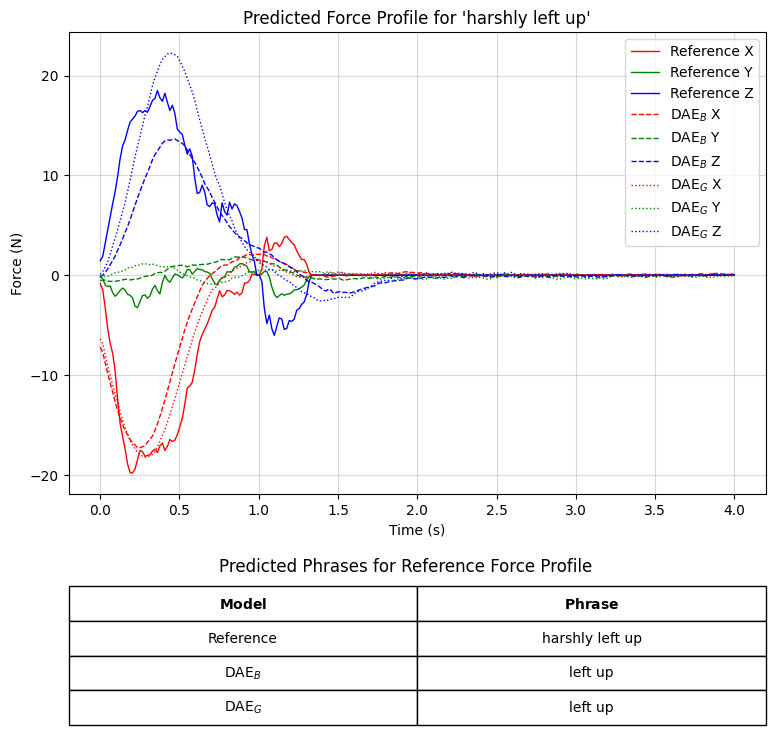 Predicted Force Profile for 'harshly left up'
Reference X
Reference Y
Reference Z
DAE_B X
DAE_B Y
DAE_B Z
DAE_G X
DAE_G Y
DAE_G Z
Force (N)
20
10
0
−10
−20
0.0 0.5 1.0 1.5 2.0 2.5 3.0 3.5 4.0
Time (s)
Predicted Phrases for Reference Force Profile
Model Phrase
Reference harshly left up
DAE_B left up
DAE_G left up